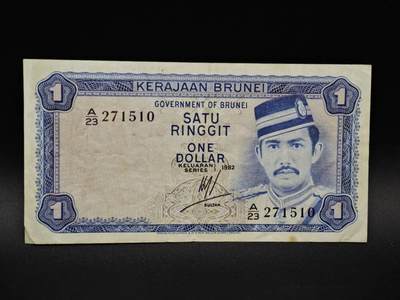 KERAJAAN BRUNEI
GOVERNMENT OF BRUNEI
1
1
A/23 271510
SATU
RINGGIT
ONE
DOLLAR
KELUARAN
SERIES 1982
SULTAN
A/23 271510
1
1